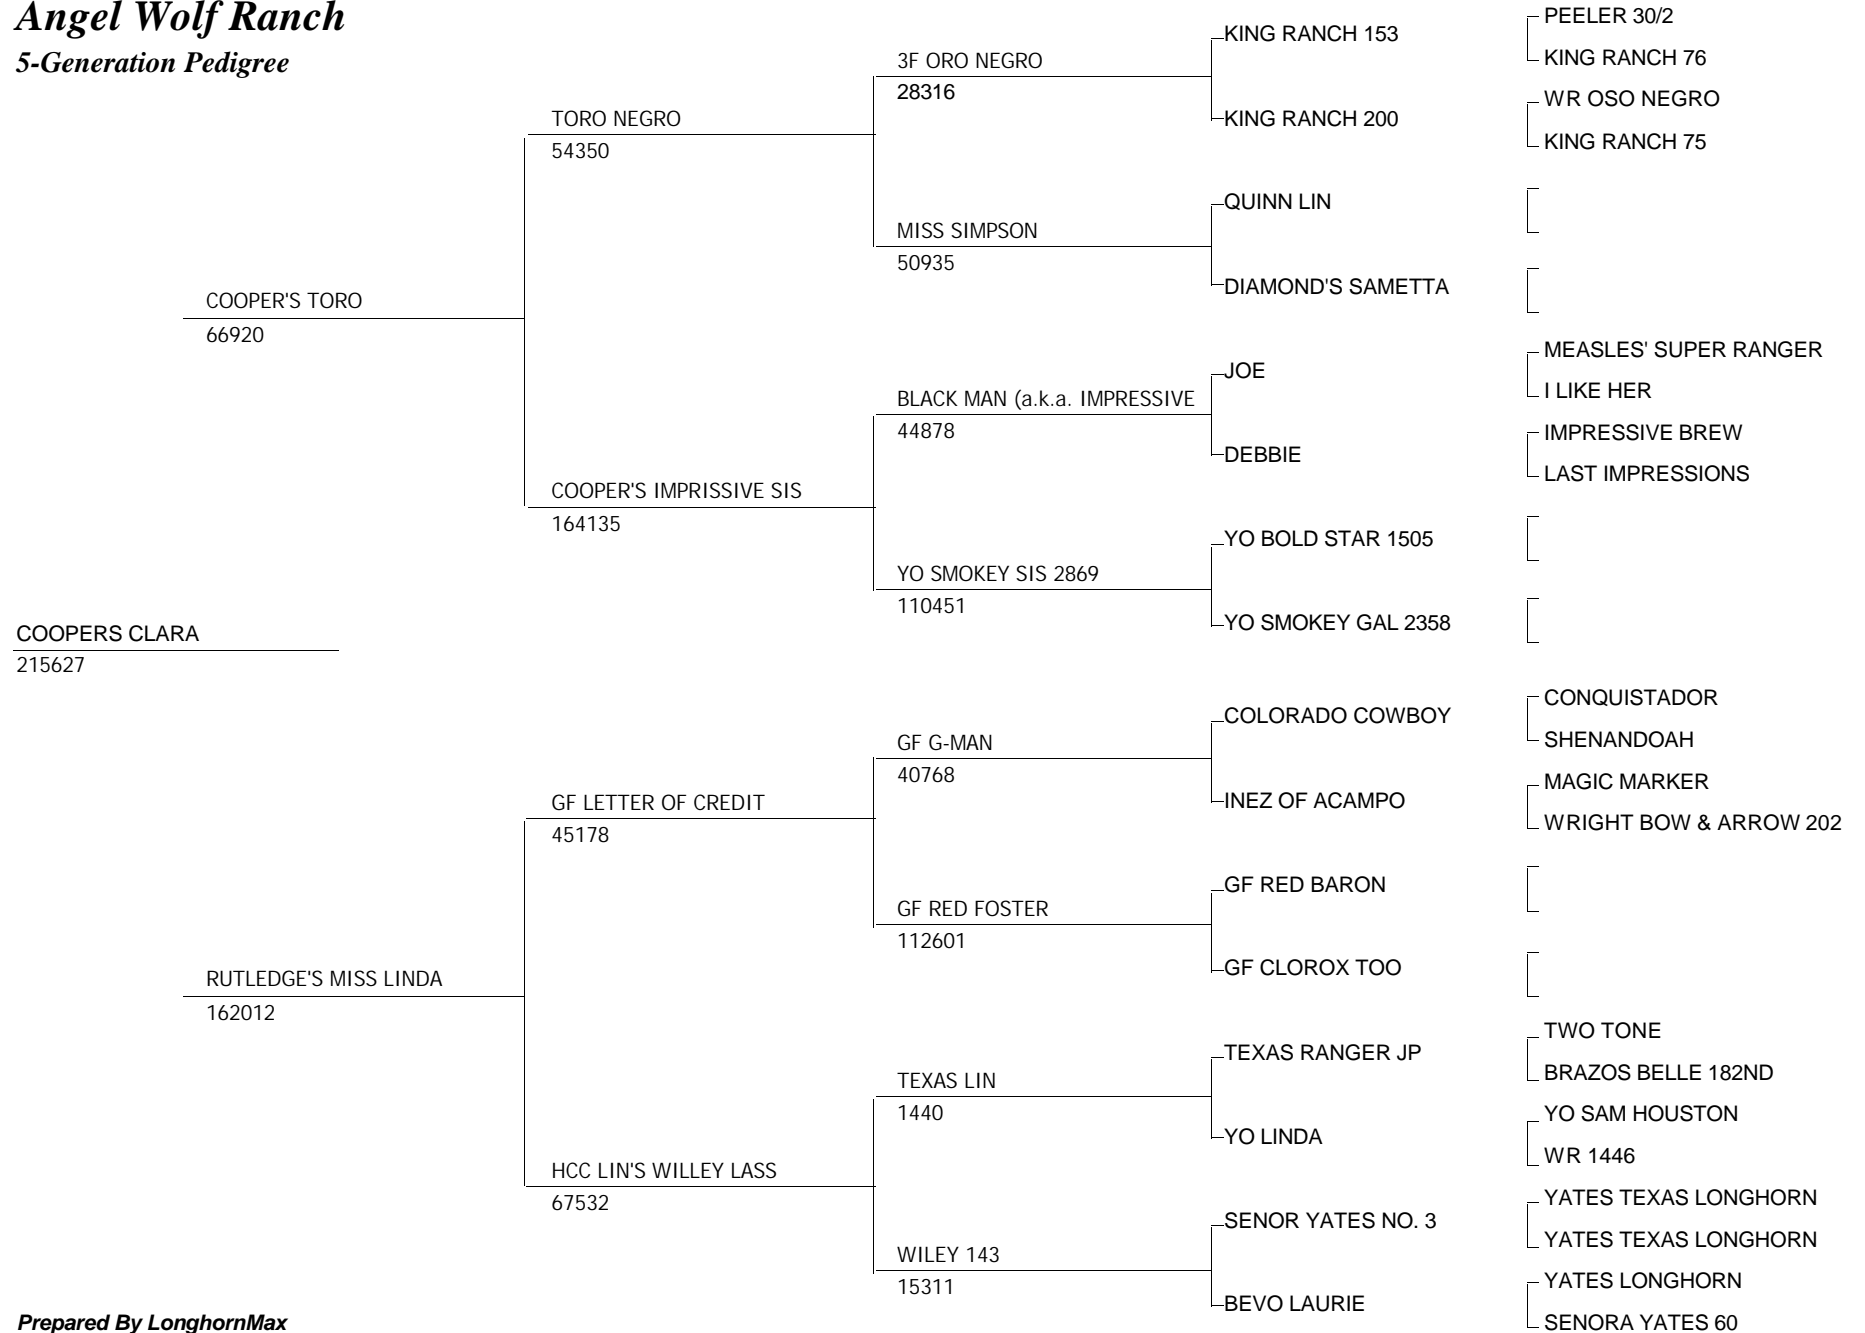 Angel Wolf Ranch
5-Generation Pedigree
COOPERS CLARA
215627
COOPER'S TORO
66920
RUTLEDGE'S MISS LINDA
162012
TORO NEGRO
54350
COOPER'S IMPRISSIVE SIS
164135
GF LETTER OF CREDIT
45178
HCC LIN'S WILLEY LASS
67532
3F ORO NEGRO
28316
MISS SIMPSON
50935
BLACK MAN (a.k.a. IMPRESSIVE
44878
YO SMOKEY SIS 2869
110451
GF G-MAN
40768
GF RED FOSTER
112601
TEXAS LIN
1440
WILEY 143
15311
KING RANCH 153
KING RANCH 200
QUINN LIN
DIAMOND'S SAMETTA
JOE
DEBBIE
YO BOLD STAR 1505
YO SMOKEY GAL 2358
COLORADO COWBOY
INEZ OF ACAMPO
GF RED BARON
GF CLOROX TOO
TEXAS RANGER JP
YO LINDA
SENOR YATES NO. 3
BEVO LAURIE
PEELER 30/2
KING RANCH 76
WR OSO NEGRO
KING RANCH 75
MEASLES' SUPER RANGER
I LIKE HER
IMPRESSIVE BREW
LAST IMPRESSIONS
CONQUISTADOR
SHENANDOAH
MAGIC MARKER
WRIGHT BOW & ARROW 202
TWO TONE
BRAZOS BELLE 182ND
YO SAM HOUSTON
WR 1446
YATES TEXAS LONGHORN
YATES TEXAS LONGHORN
YATES LONGHORN
SENORA YATES 60
Prepared By LonghornMax